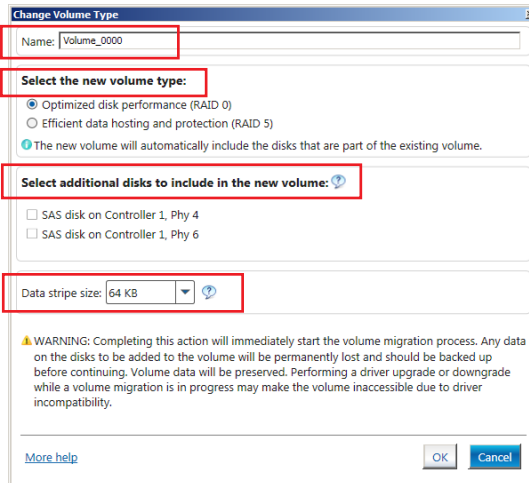 Change Volume Type
Name: Volume_0000
Select the new volume type:
Optimized disk performance (RAID 0)
Efficient data hosting and protection (RAID 5)
The new volume will automatically include the disks that are part of the existing volume.
Select additional disks to include in the new volume:
SAS disk on Controller 1, Phy 4
SAS disk on Controller 1, Phy 6
Data stripe size: 64 KB
WARNING: Completing this action will immediately start the volume migration process. Any data
on the disks to be added to the volume will be permanently lost and should be backed up
before continuing. Volume data will be preserved. Performing a driver upgrade or downgrade
while a volume migration is in progress may make the volume inaccessible due to driver
incompatibility.
More help
OK
Cancel